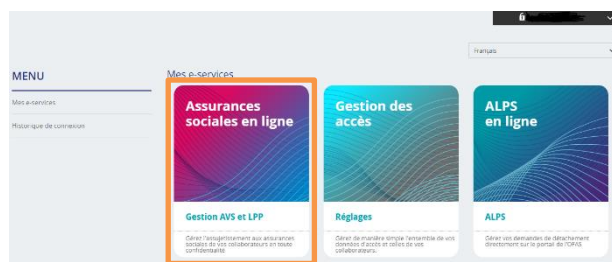 Français
MENU
Mes e-services
Mes e-services
Historique de connexion
Assurances
sociales en ligne
Gestion AVS et LPP
Gérer l'assujettissement aux assurances
sociales de vos collaborateurs en toute
confidentialité
Gestion des
accès
Réglages
Gérer de manière simple l'ensemble de vos
données d'accès et celles de vos
collaborateurs.
ALPS
en ligne
ALPS
Gérer vos demandes de détachement
directement sur le portail de l'OFAS